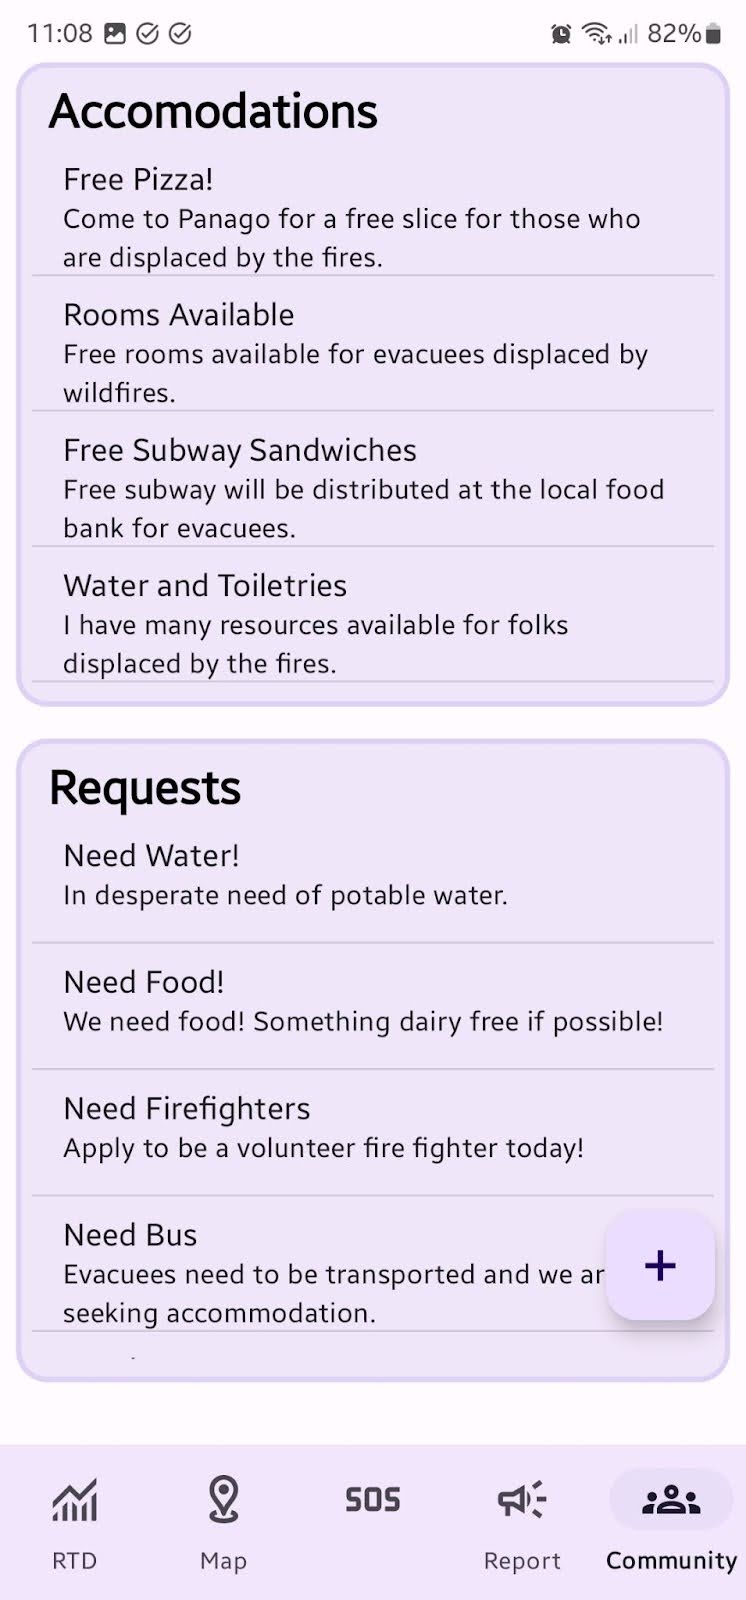 11:08
82%
Accomodations
Free Pizza!
Come to Panago for a free slice for those who
are displaced by the fires.
Rooms Available
Free rooms available for evacuees displaced by
wildfires.
Free Subway Sandwiches
Free subway will be distributed at the local food
bank for evacuees.
Water and Toiletries
I have many resources available for folks
displaced by the fires.
Requests
Need Water!
In desperate need of potable water.
Need Food!
We need food! Something dairy free if possible!
Need Firefighters
Apply to be a volunteer fire fighter today!
Need Bus
Evacuees need to be transported and we ar
seeking accommodation.
+
SOS
RTD
Map
Report
Community